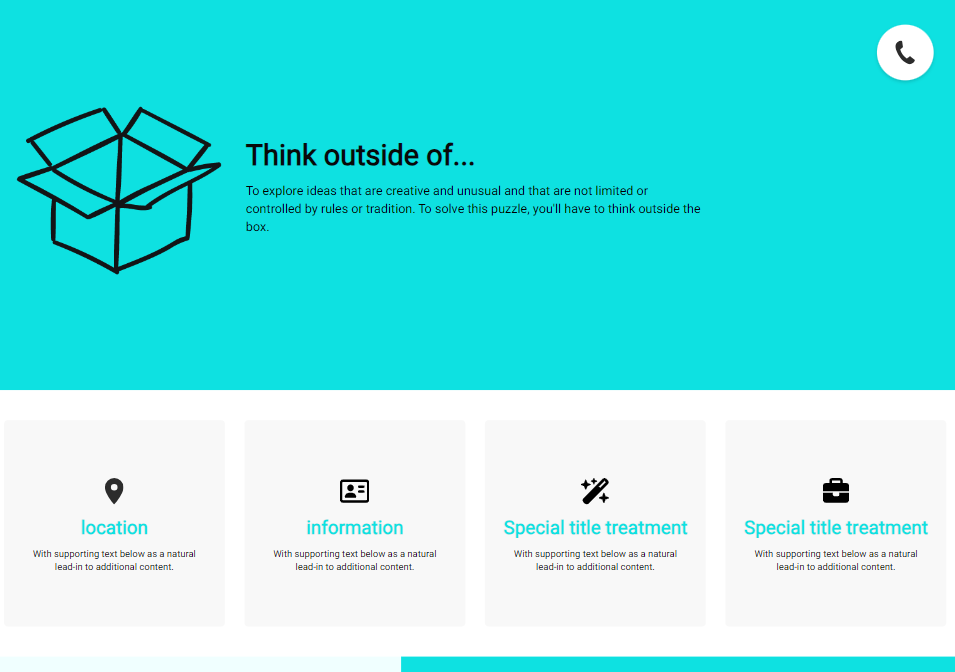 Think outside of...
To explore ideas that are creative and unusual and that are not limited or
controlled by rules or tradition. To solve this puzzle, you'll have to think outside the
box.
location
With supporting text below as a natural
lead-in to additional content.
information
With supporting text below as a natural
lead-in to additional content.
Special title treatment
With supporting text below as a natural
lead-in to additional content.
Special title treatment
With supporting text below as a natural
lead-in to additional content.